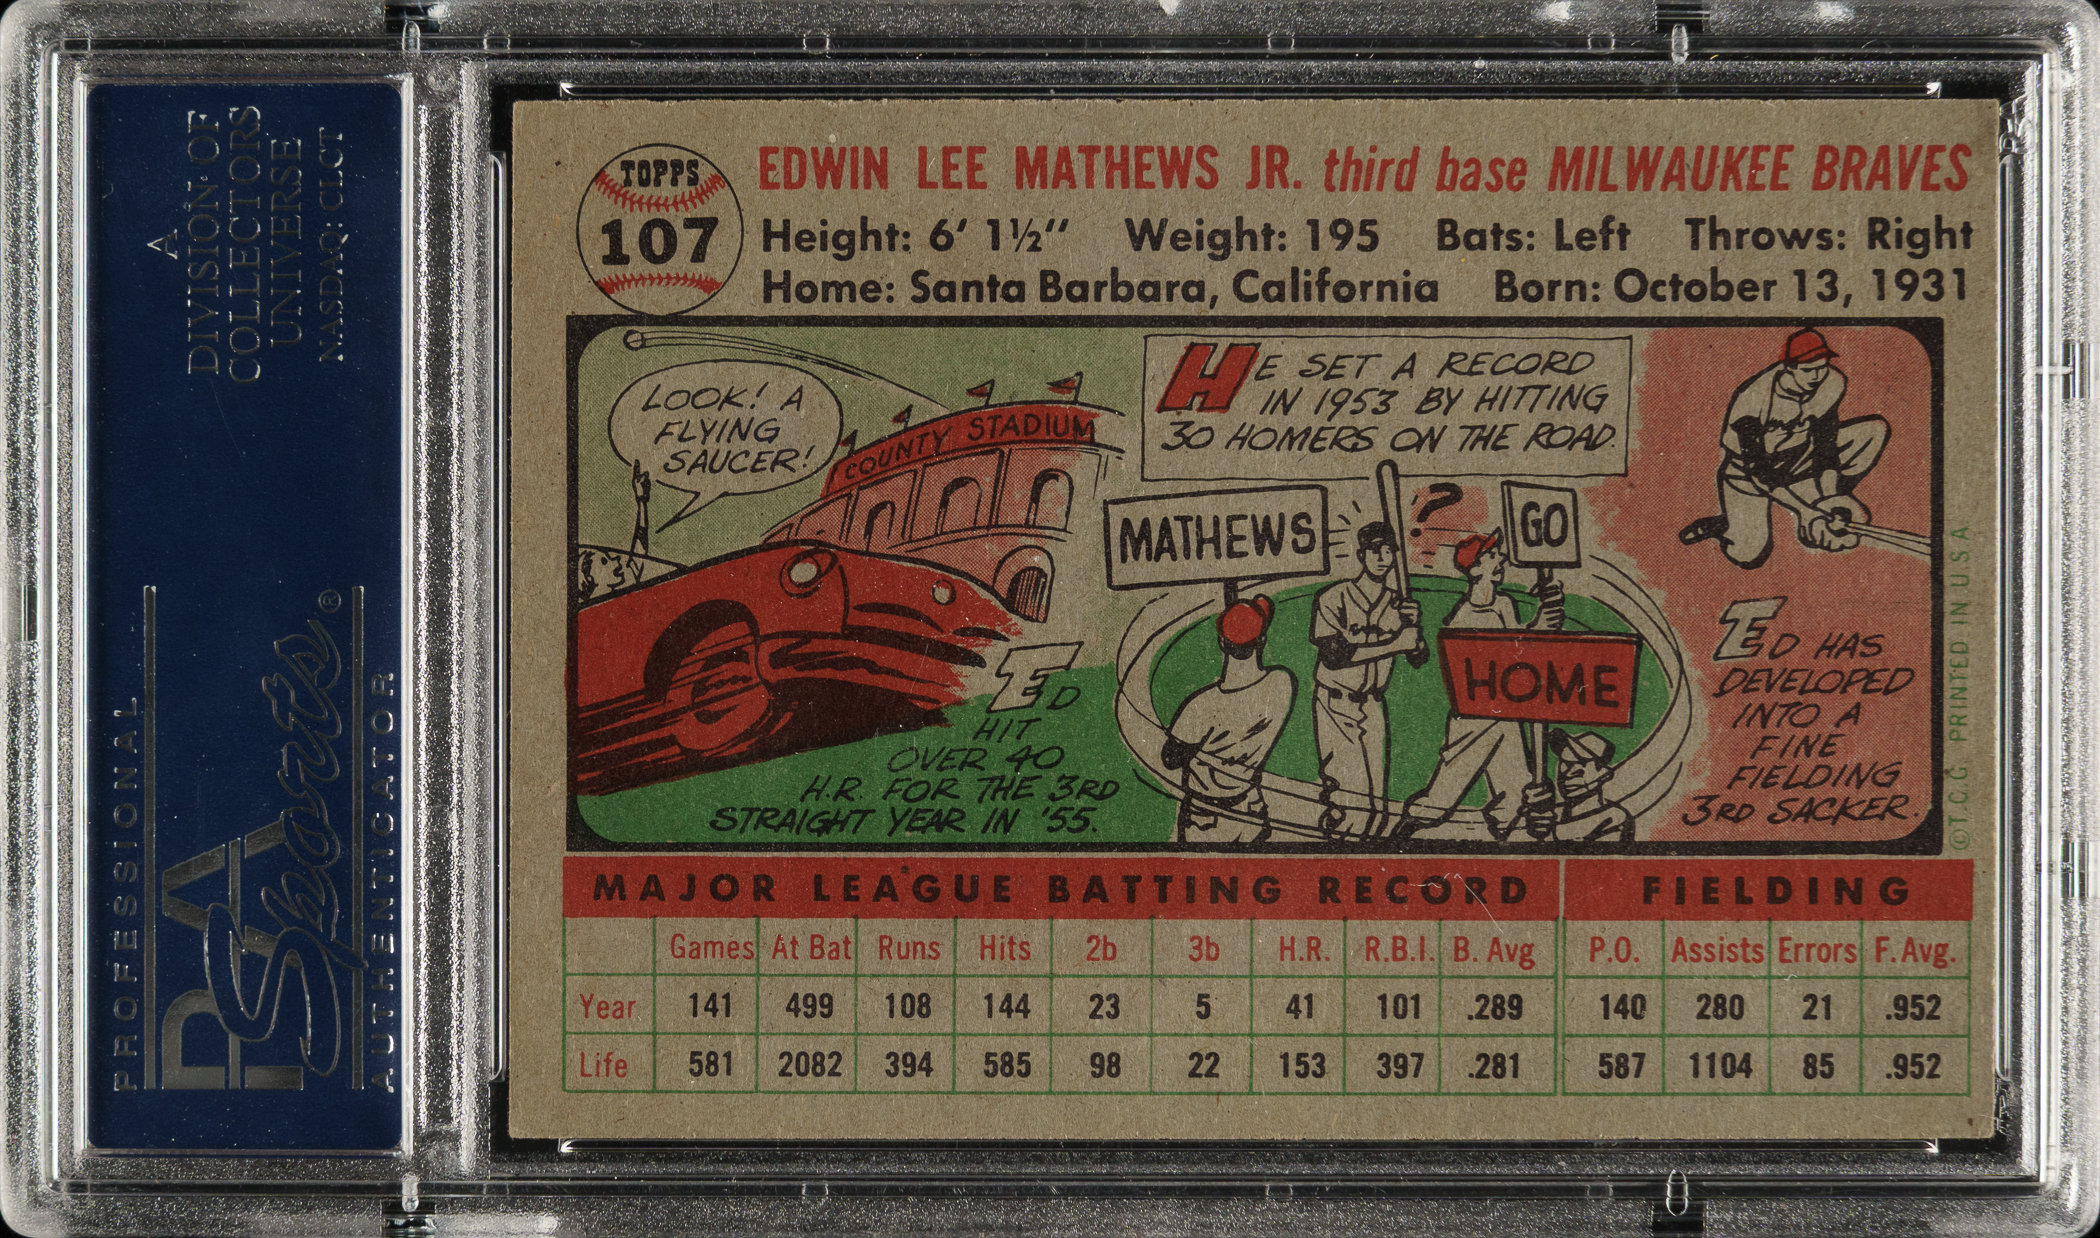 A
DIVISION OF
COLLECTORS
UNIVERSE
NASDAQ: CLCT
PROFESSIONAL
PSA
Sports®
AUTHENTICATOR
TOPPS
107
EDWIN LEE MATHEWS JR. third base MILWAUKEE BRAVES
Height: 6' 1½" Weight: 195 Bats: Left Throws: Right
Home: Santa Barbara, California Born: October 13, 1931
LOOK! A
FLYING
SAUCER!
COUNTY STADIUM
ED
HIT
OVER 40
H.R. FOR THE 3RD
STRAIGHT YEAR IN '55.
HE SET A RECORD
IN 1953 BY HITTING
30 HOMERS ON THE ROAD.
MATHEWS
?
GO
HOME
ED HAS
DEVELOPED
INTO A
FINE
FIELDING
3RD SACKER.
©T.C.G. PRINTED IN U.S.A.
MAJOR LEAGUE BATTING RECORD FIELDING
Games At Bat Runs Hits 2b 3b H.R. R.B.I. B. Avg P.O. Assists Errors F. Avg.
Year 141 499 108 144 23 5 41 101 .289 140 280 21 .952
Life 581 2082 394 585 98 22 153 397 .281 587 1104 85 .952